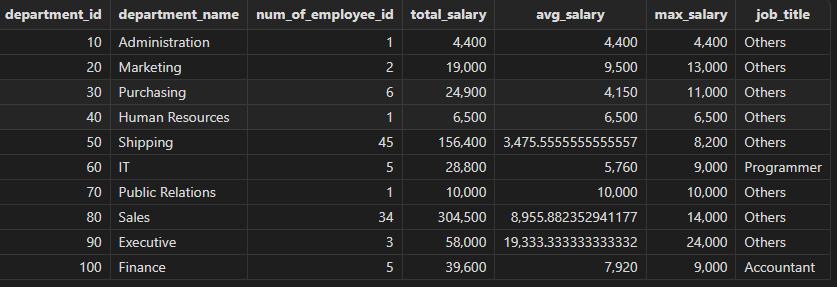 department_id department_name num_of_employee_id total_salary avg_salary max_salary job_title
10 Administration 1 4,400 4,400 4,400 Others
20 Marketing 2 19,000 9,500 13,000 Others
30 Purchasing 6 24,900 4,150 11,000 Others
40 Human Resources 1 6,500 6,500 6,500 Others
50 Shipping 45 156,400 3,475.5555555555557 8,200 Others
60 IT 5 28,800 5,760 9,000 Programmer
70 Public Relations 1 10,000 10,000 10,000 Others
80 Sales 34 304,500 8,955.882352941177 14,000 Others
90 Executive 3 58,000 19,333.333333333332 24,000 Others
100 Finance 5 39,600 7,920 9,000 Accountant